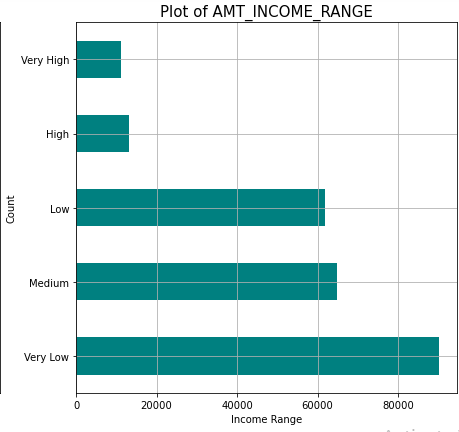 Plot of AMT_INCOME_RANGE
Very High
High
Low
Medium
Very Low
Count
0 20000 40000 60000 80000
Income Range